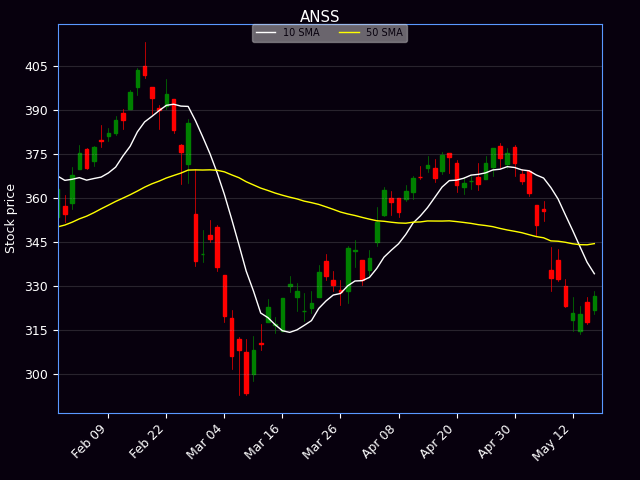 ANSS
10 SMA
50 SMA
405
390
375
360
345
330
315
300
Stock price
Feb 09
Feb 22
Mar 04
Mar 16
Mar 26
Apr 08
Apr 20
Apr 30
May 12